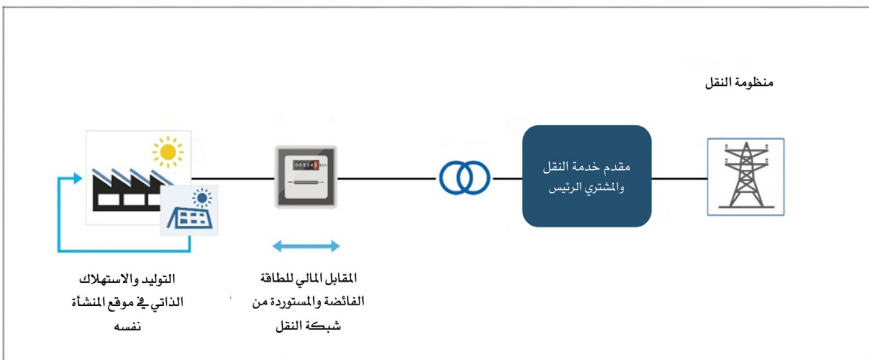 منظومة النقل
مقدم خدمة النقل
والمشتري الرئيس
المقابل المالي للطاقة
الفائضة والمستوردة من
شبكة النقل
التوليد والاستهلاك
الذاتي في موقع المنشأة
نفسه